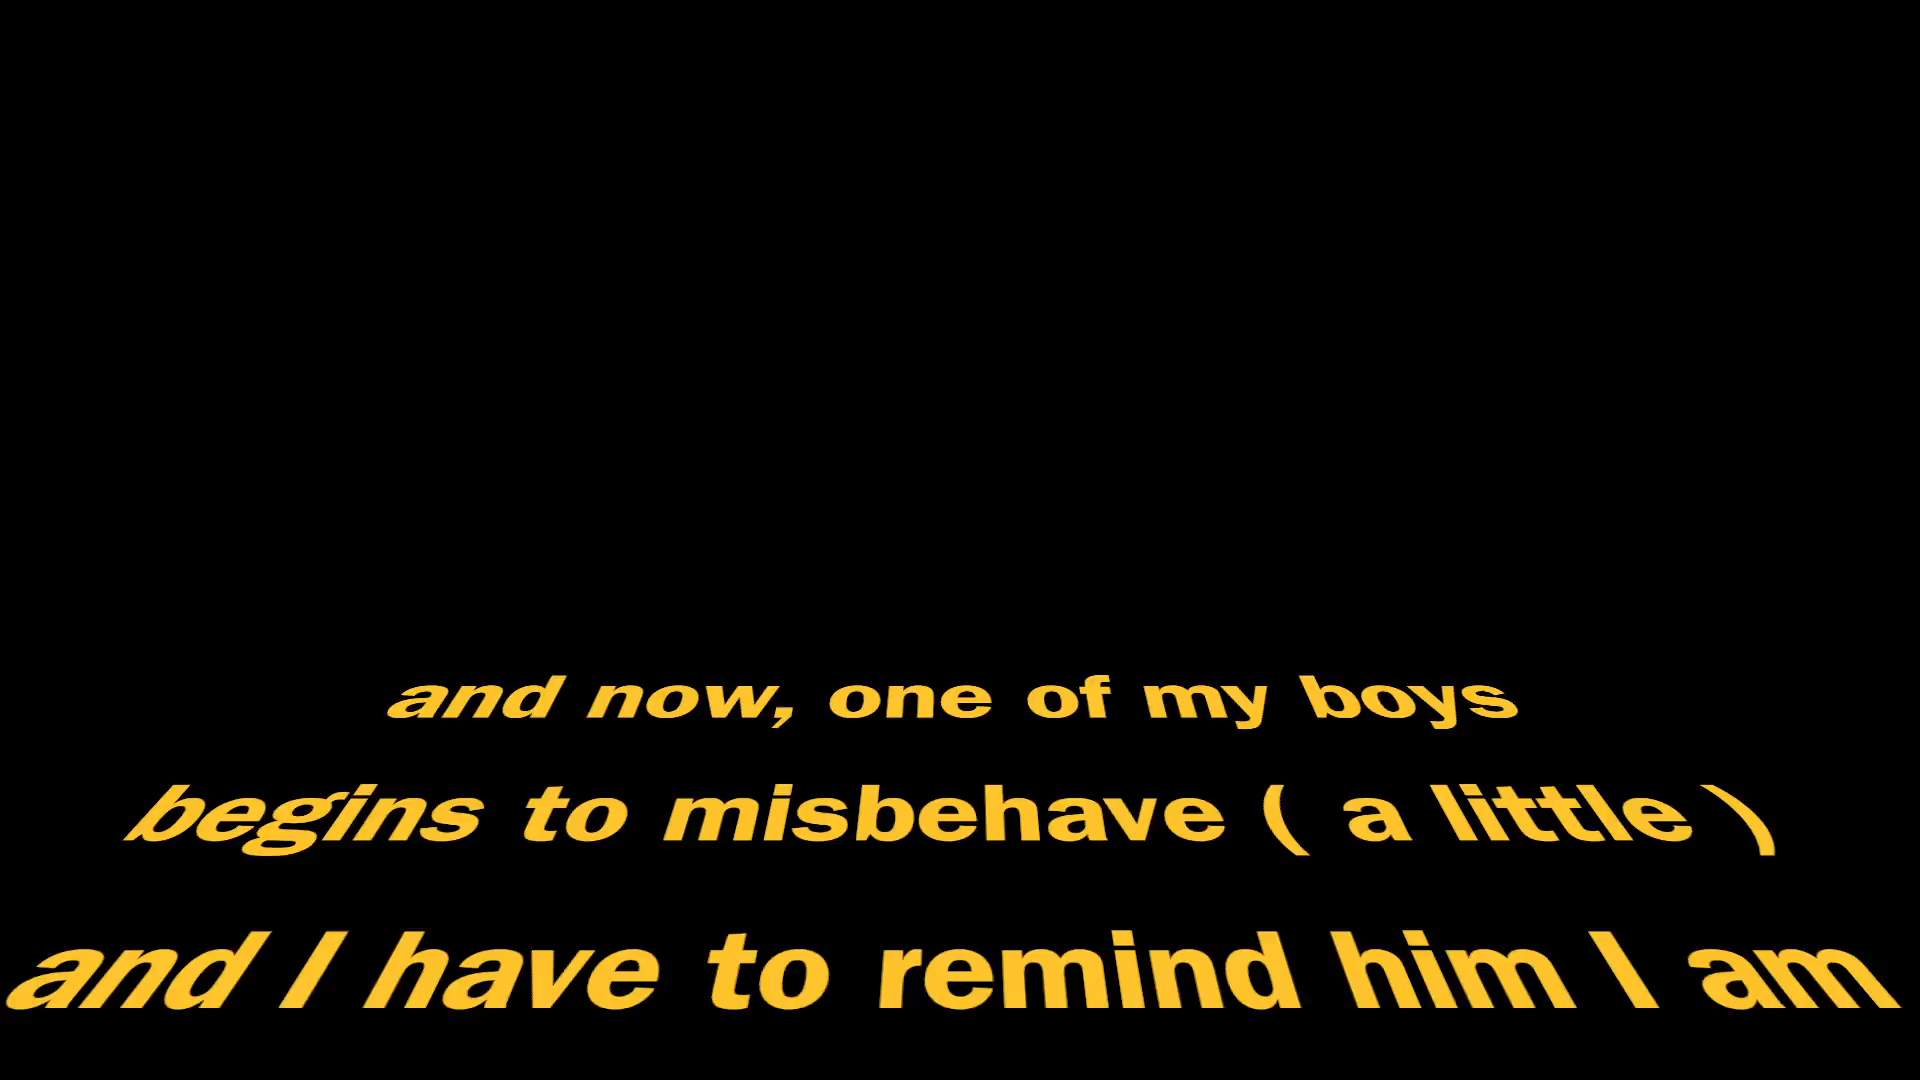 and now, one of my boys
begins to misbehave ( a little )
and I have to remind him I am